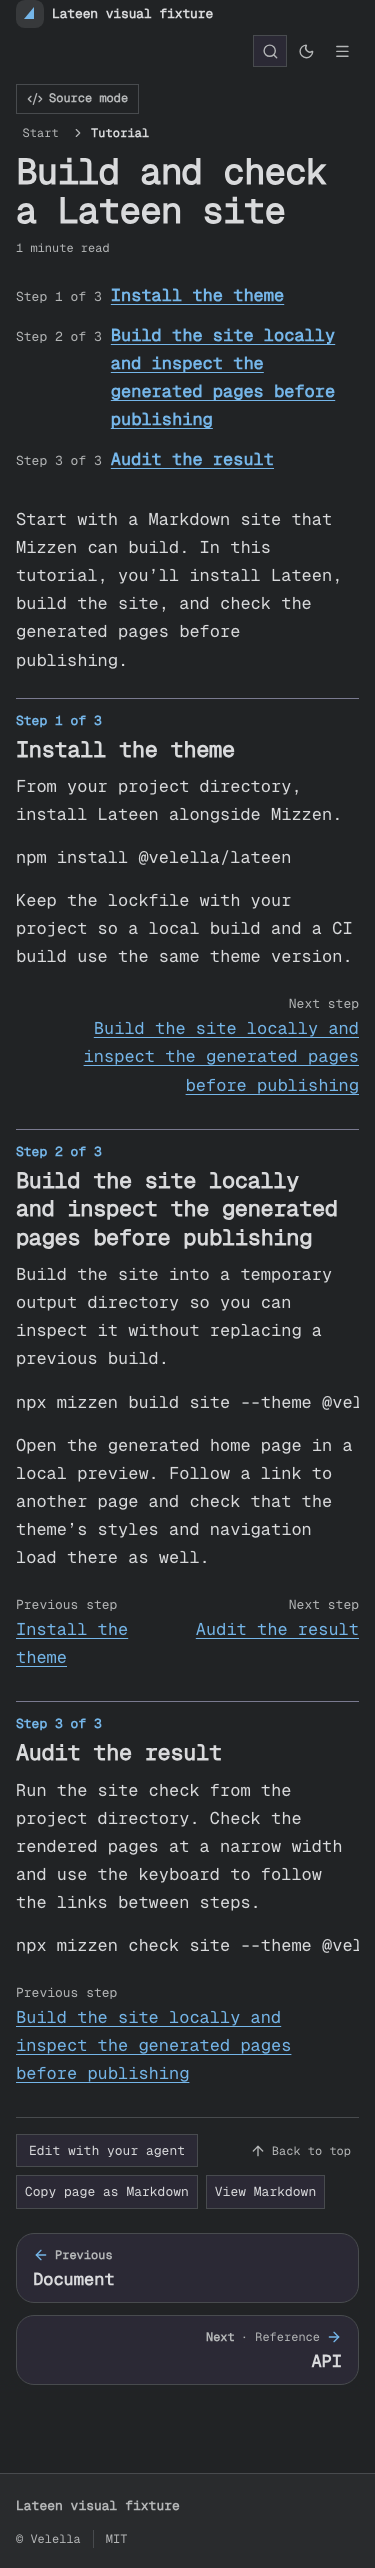 Lateen visual fixture
Source mode
Start > Tutorial
Build and check
a Lateen site
1 minute read
Step 1 of 3 Install the theme
Step 2 of 3 Build the site locally
and inspect the
generated pages before
publishing
Step 3 of 3 Audit the result
Start with a Markdown site that
Mizzen can build. In this
tutorial, you’ll install Lateen,
build the site, and check the
generated pages before
publishing.
Step 1 of 3
Install the theme
From your project directory,
install Lateen alongside Mizzen.
npm install @velella/lateen
Keep the lockfile with your
project so a local build and a CI
build use the same theme version.
Next step
Build the site locally and
inspect the generated pages
before publishing
Step 2 of 3
Build the site locally
and inspect the generated
pages before publishing
Build the site into a temporary
output directory so you can
inspect it without replacing a
previous build.
npx mizzen build site --theme @vel
Open the generated home page in a
local preview. Follow a link to
another page and check that the
theme’s styles and navigation
load there as well.
Previous step
Install the
theme
Next step
Audit the result
Step 3 of 3
Audit the result
Run the site check from the
project directory. Check the
rendered pages at a narrow width
and use the keyboard to follow
the links between steps.
npx mizzen check site --theme @vel
Previous step
Build the site locally and
inspect the generated pages
before publishing
Edit with your agent
↑ Back to top
Copy page as Markdown
View Markdown
← Previous
Document
Next · Reference →
API
Lateen visual fixture
© Velella | MIT